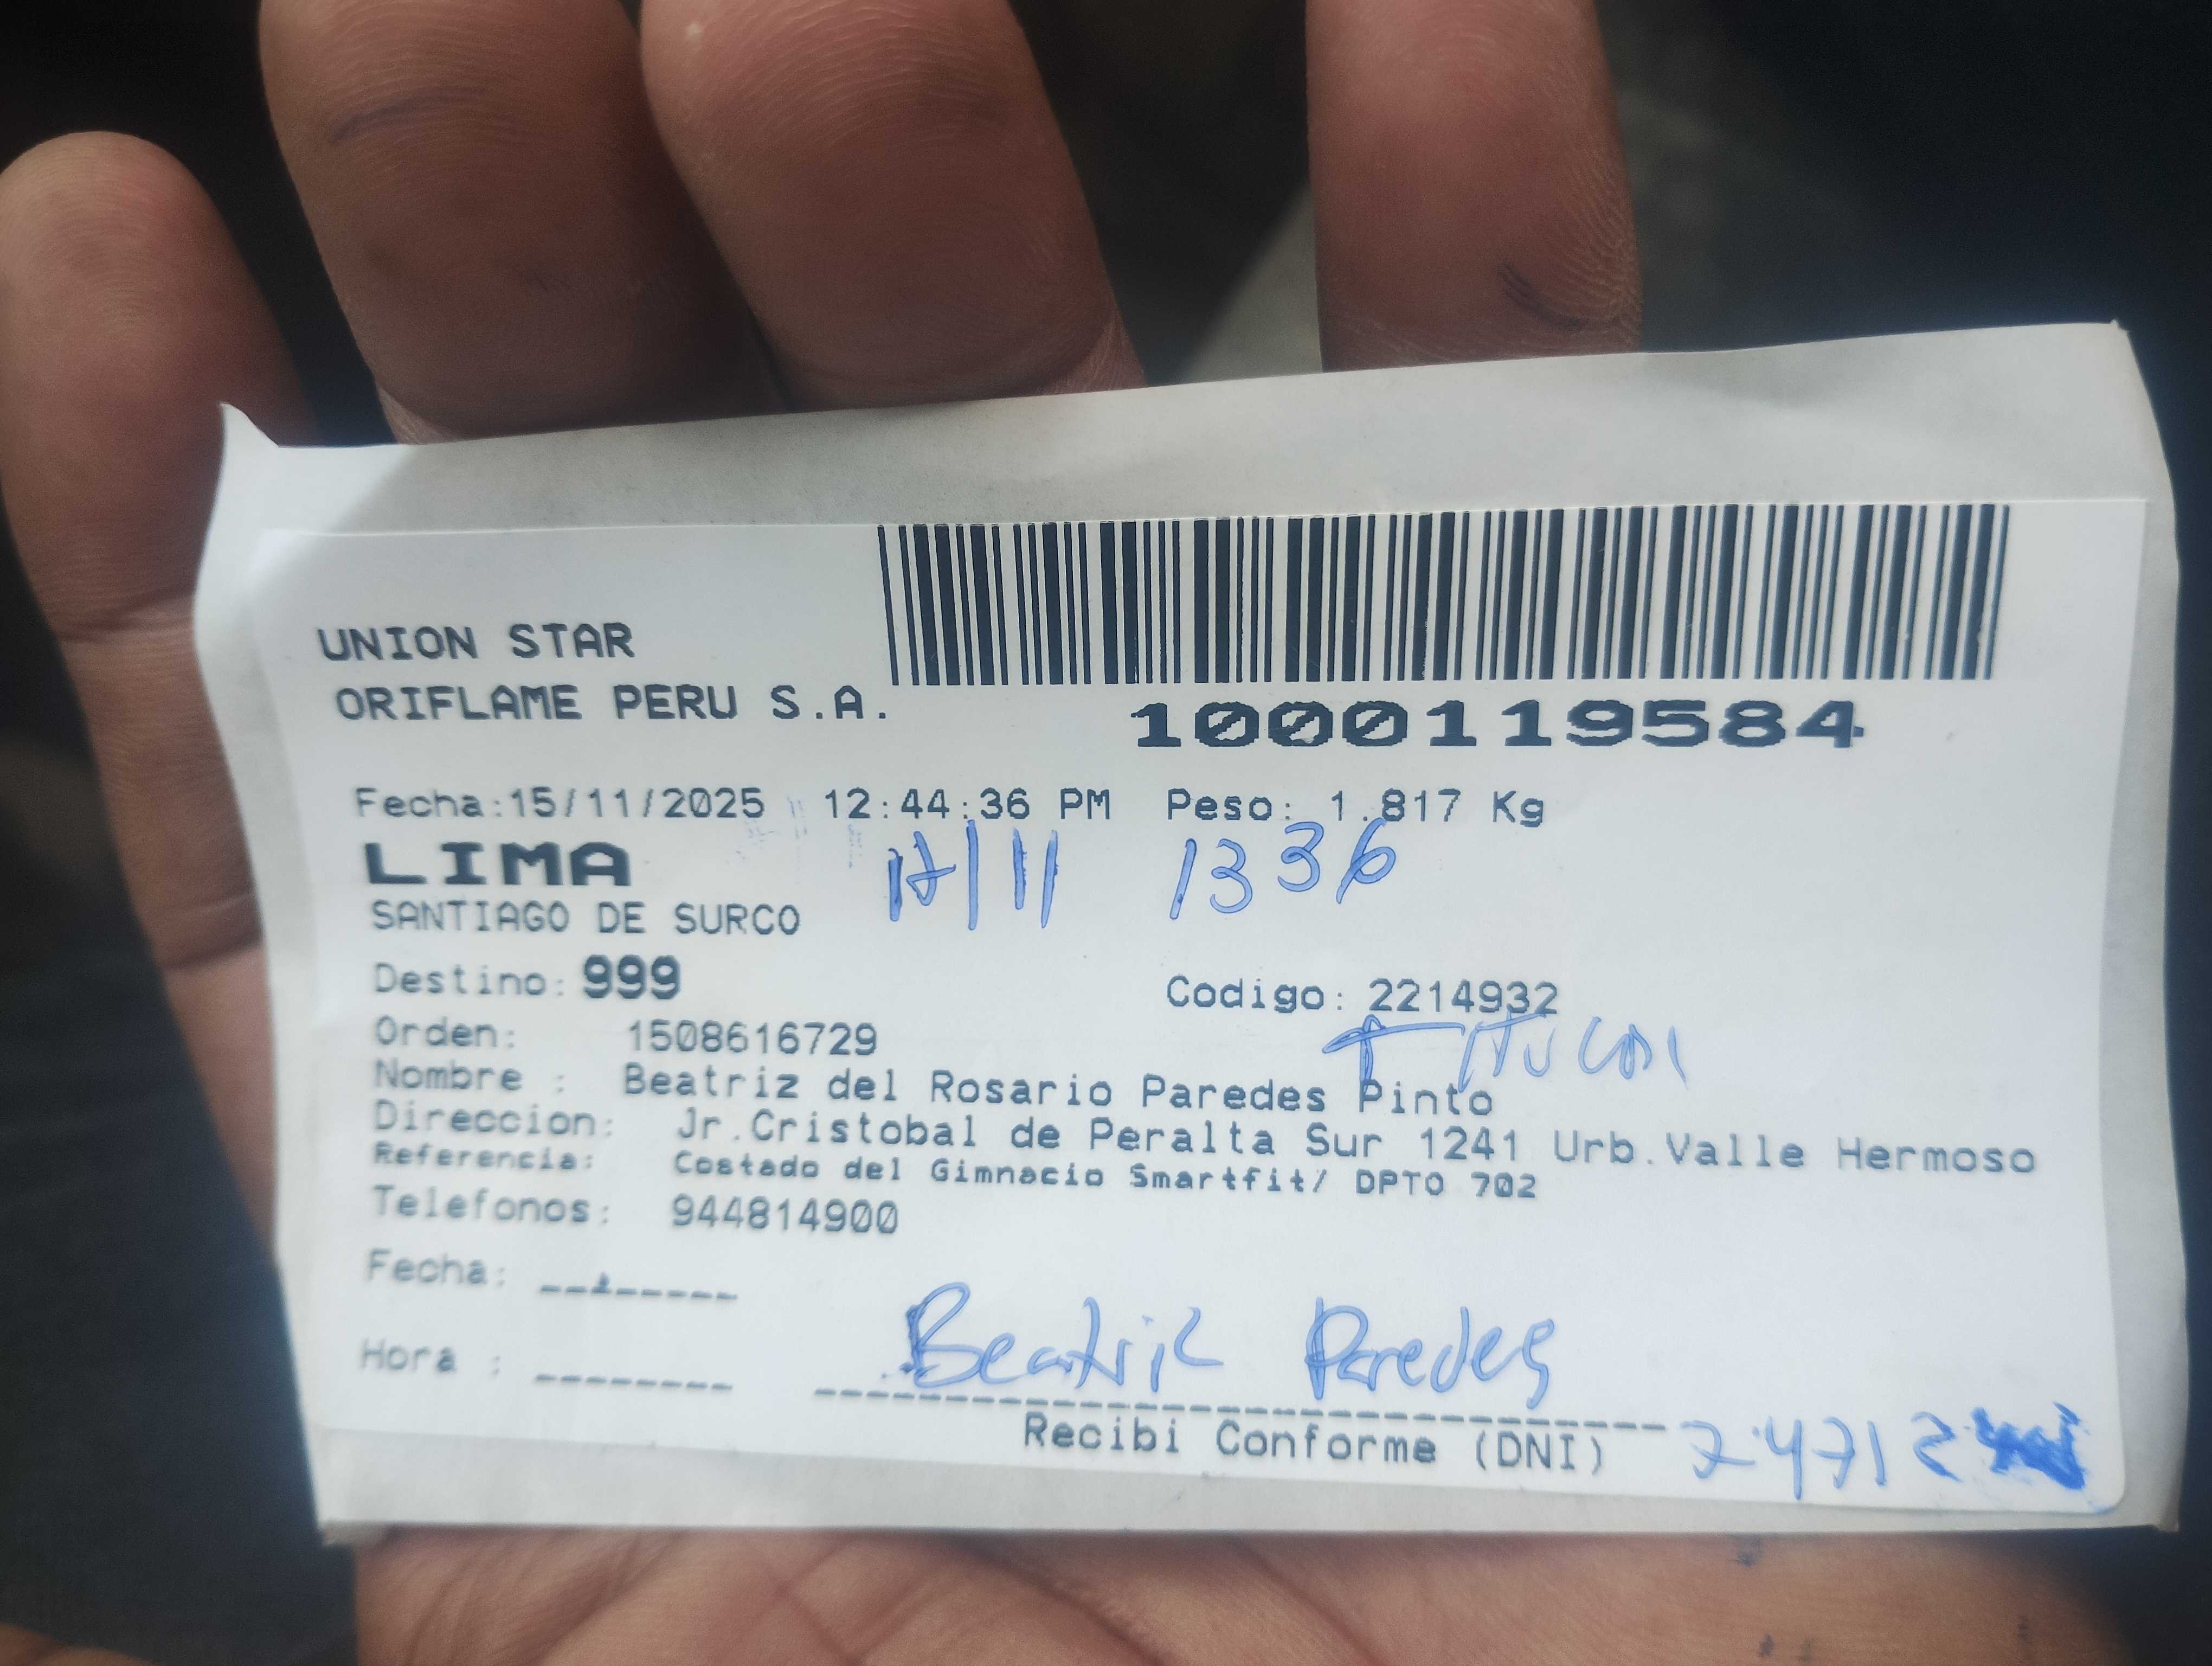 UNION STAR
ORIFLAME PERU S.A.
1000119584
Fecha:15/11/2025 12:44:36 PM Peso: 1.817 Kg
LIMA
17/11 1336
SANTIAGO DE SURCO
Destino: 999
Codigo: 2214932
Orden: 1508616729
Nombre : Beatriz del Rosario Paredes Pinto
Direccion: Jr.Cristobal de Peralta Sur 1241 Urb.Valle Hermoso
Referencia: Costado del Gimnacio Smartfit/ DPTO 702
Telefonos: 944814900
Fecha:
Hora :
Beatriz Paredes
Recibi Conforme (DNI)